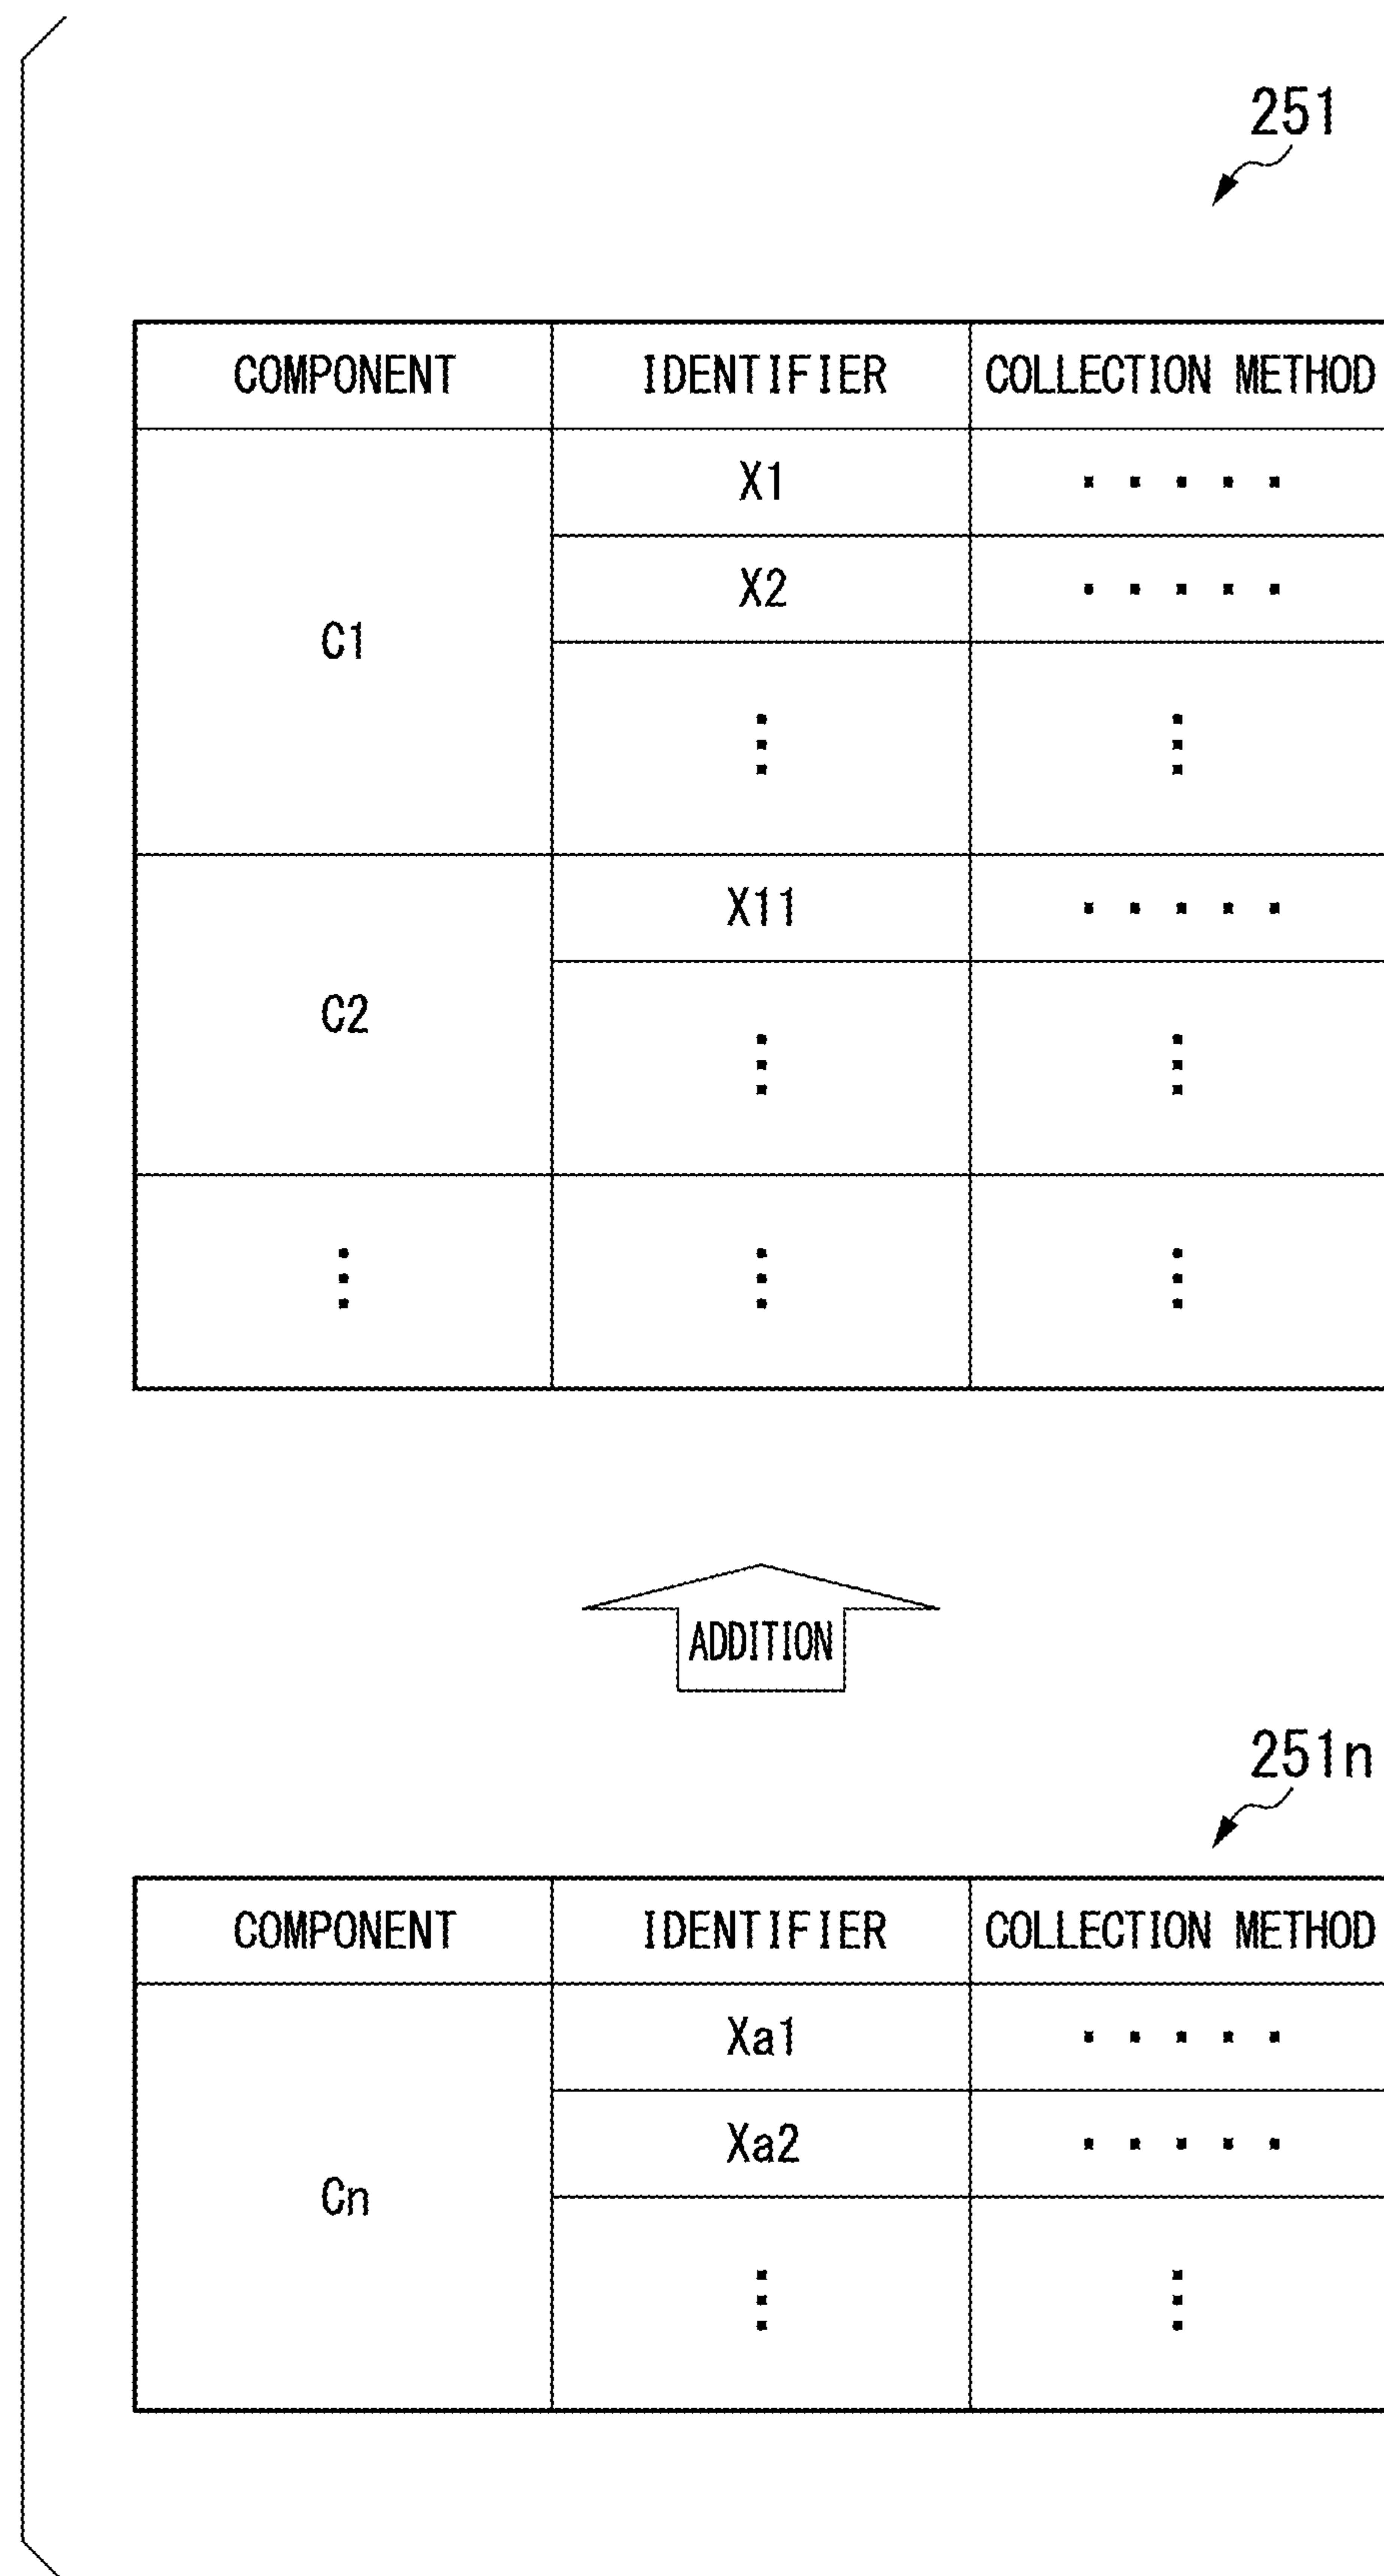 251
COMPONENT IDENTIFIER COLLECTION METHOD
C1 X1 . . . . .
X2 . . . . .
⋮ ⋮
C2 X11 . . . . .
⋮ ⋮
⋮ ⋮ ⋮
ADDITION
251n
COMPONENT IDENTIFIER COLLECTION METHOD
Cn Xa1 . . . . .
Xa2 . . . . .
⋮ ⋮